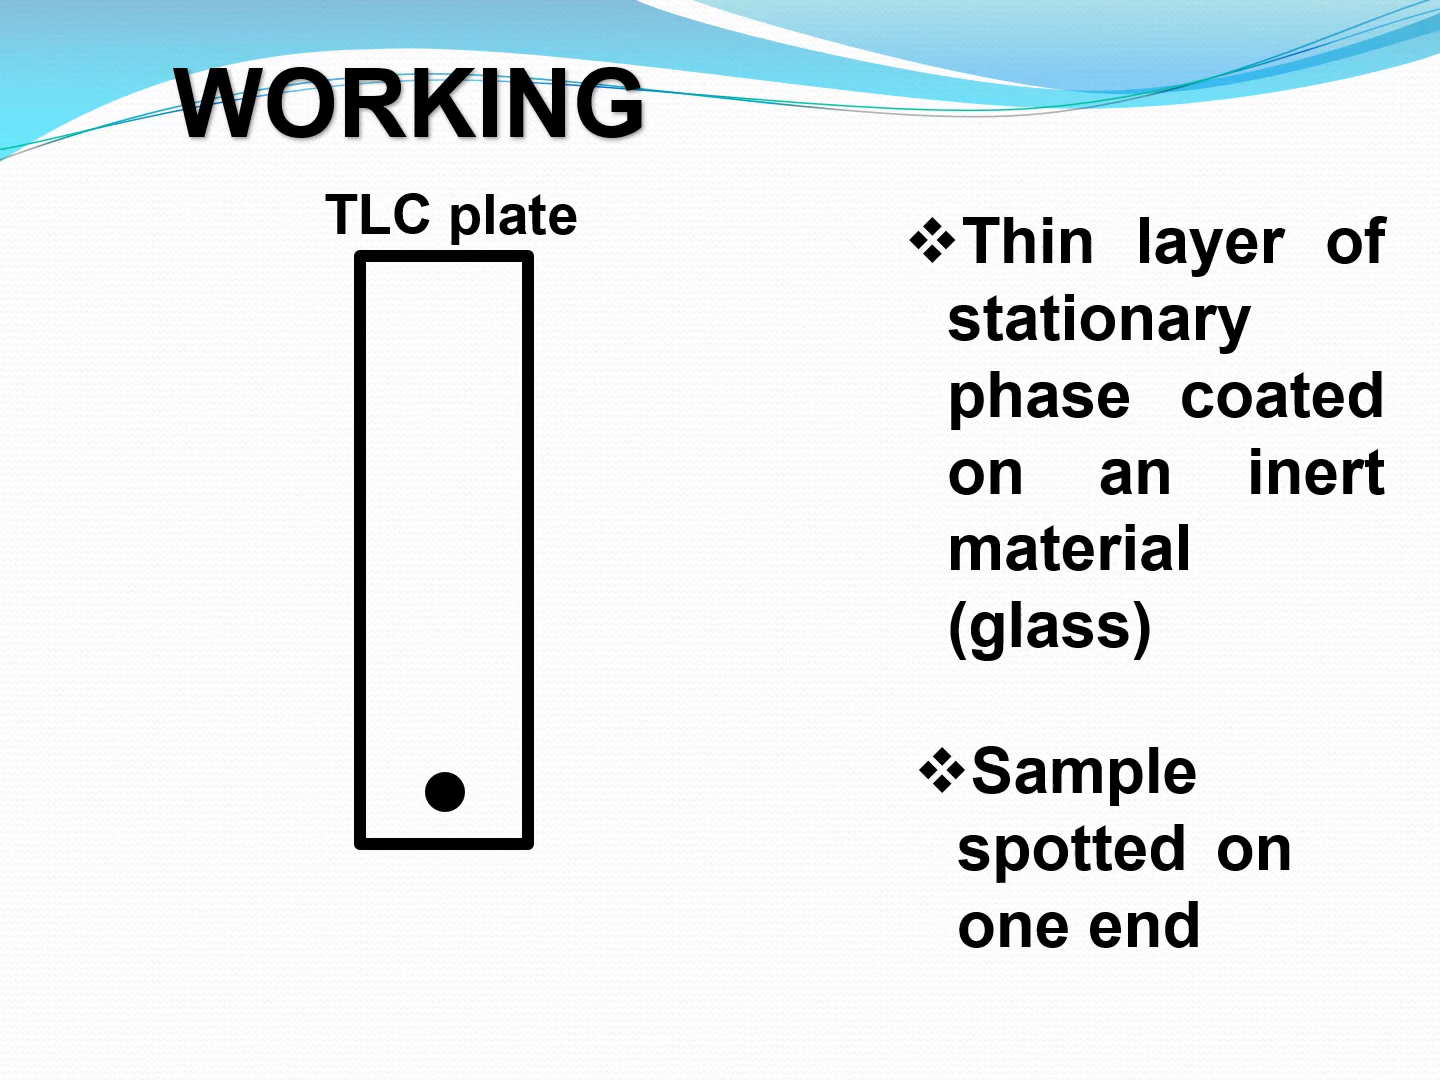 WORKING
TLC plate
❖Thin layer of
stationary
phase coated
on an inert
material
(glass)
❖Sample
spotted on
one end